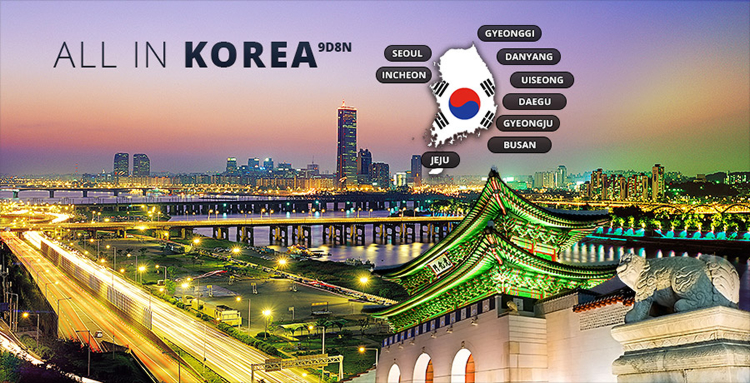 ALL IN KOREA 9D8N
GYEONGGI
SEOUL
DANYANG
INCHEON
UISEONG
DAEGU
GYEONGJU
BUSAN
JEJU